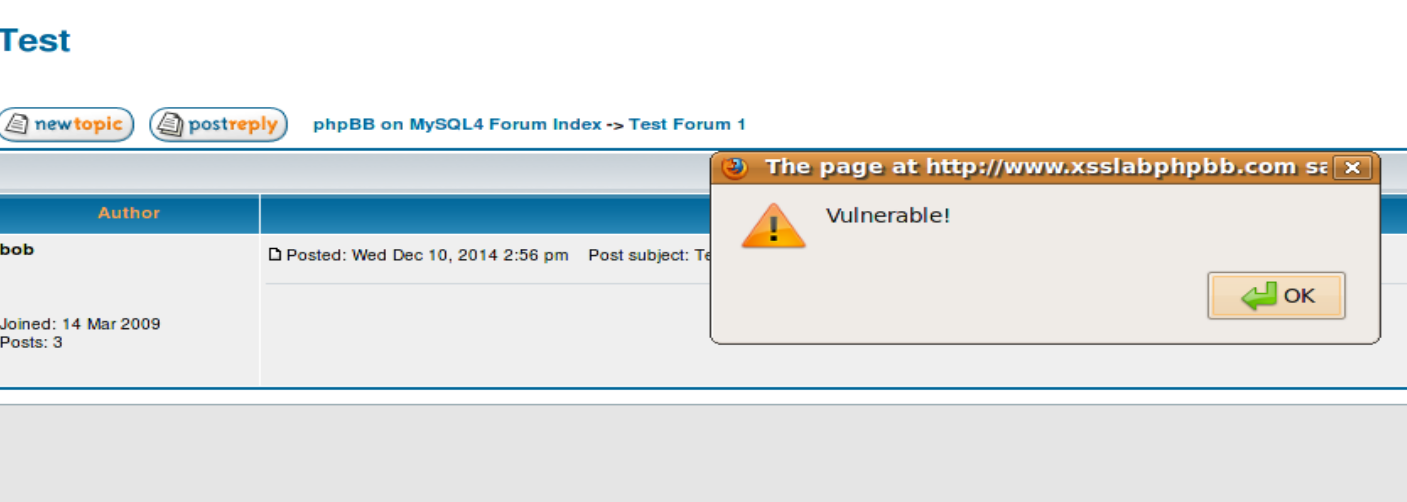 Test
newtopic postreply phpBB on MySQL4 Forum Index -> Test Forum 1
The page at http://www.xsslabphpbb.com
Vulnerable!
OK
Author
bob
Posted: Wed Dec 10, 2014 2:56 pm Post subject:
Joined: 14 Mar 2009
Posts: 3